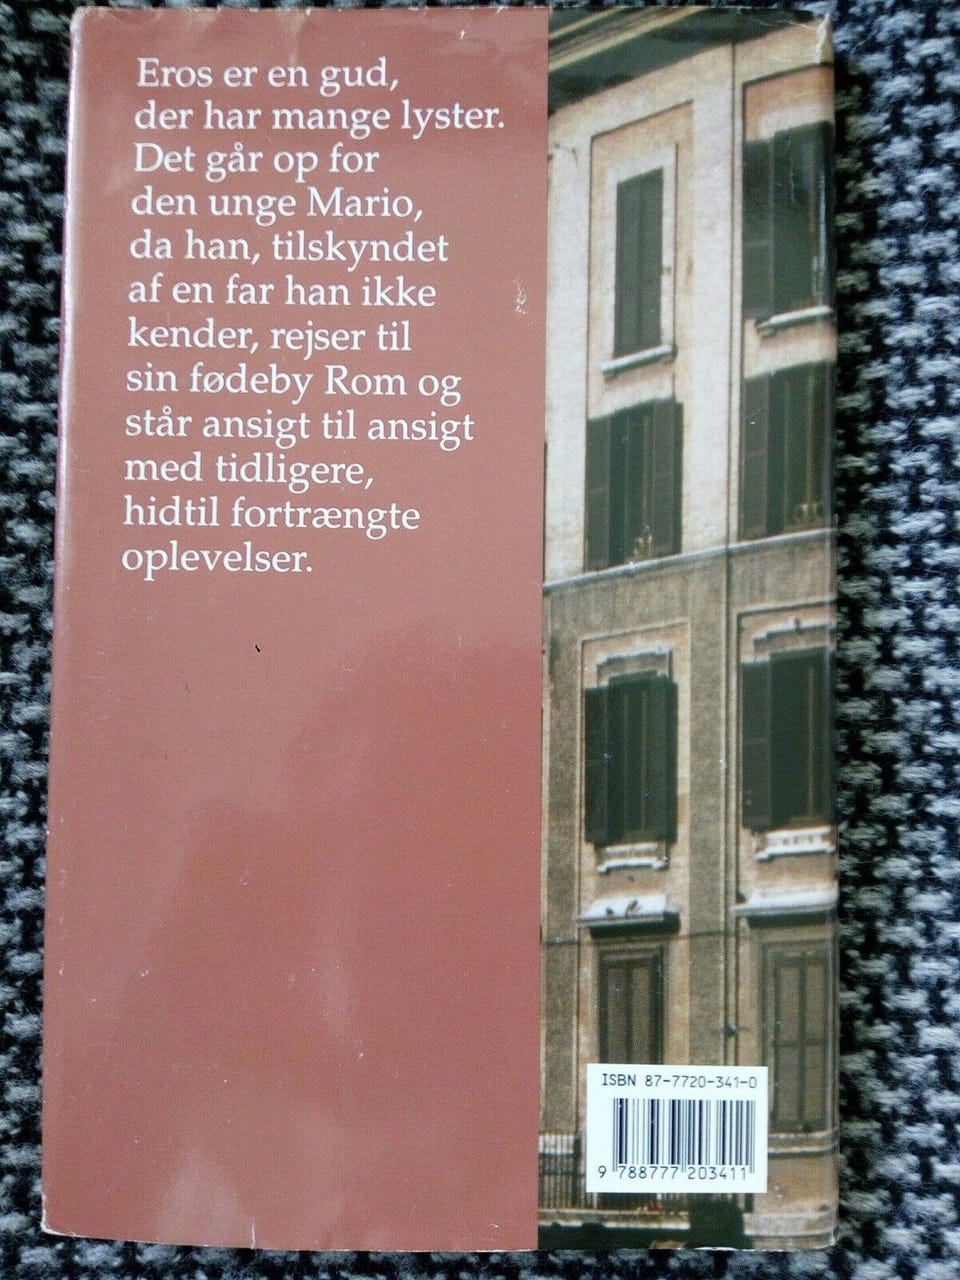 Eros er en gud,
der har mange lyster.
Det går op for
den unge Mario,
da han, tilskyndet
af en far han ikke
kender, rejser til
sin fødeby Rom og
står ansigt til ansigt
med tidligere,
hidtil fortrængte
oplevelser.
ISBN 87-7720-341-0
9 788777 203411